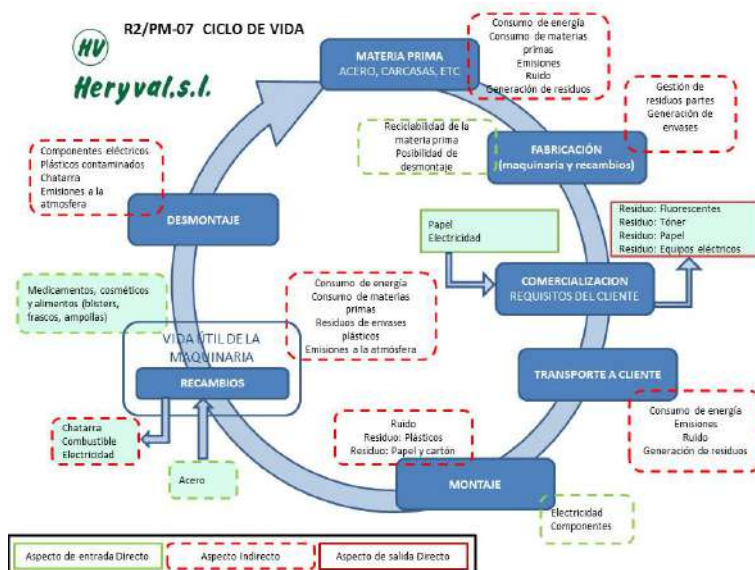 R2/PM-07 CICLO DE VIDA
HV
Heryval,s.l.
MATERIA PRIMA
ACERO, CARCASAS, ETC
Consumo de energía
Consumo de materias
primas
Emisiones
Ruido
Generación de residuos
Gestión de
residuos partes
Generación de
envases
Reciclabilidad de la
materia prima
Posibilidad de
desmontaje
FABRICACIÓN
(maquinaria y recambios)
Componentes eléctricos
Plásticos contaminados
Chatarra
Emisiones a la
atmosfera
DESMONTAJE
Papel
Electricidad
Residuo: Fluorescentes
Residuo: Tóner
Residuo: Papel
Residuo: Equipos eléctricos
COMERCIALIZACION
REQUISITOS DEL CLIENTE
Medicamentos, cosméticos
y alimentos (blisters,
frascos, ampollas)
Consumo de energía
Consumo de materias
primas
Residuos de envases
plásticos
Emisiones a la atmósfera
VIDA ÚTIL DE LA
MAQUINARIA
RECAMBIOS
TRANSPORTE A CLIENTE
Consumo de energía
Emisiones
Ruido
Generación de residuos
Chatarra
Combustible
Electricidad
Acero
Ruido
Residuo: Plásticos
Residuo: Papel y cartón
MONTAJE
Electricidad
Componentes
Aspecto de entrada Directo
Aspecto Indirecto
Aspecto de salida Directo